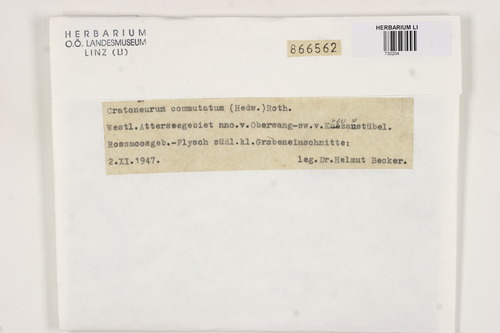 HERBARIUM
O.Ö. LANDESMUSEUM
LINZ (LI)
866562
HERBARIUM LI
730204
Cratoneurum commutatum (Hedw.)Roth.
Westl.Atterseegebiet nno.v.Oberwang-sw.v.
Rossmoosgeb.-Flysch südl.kl.Grabeneinschnitte:
2.XI.1947. leg.Dr.Helmut Becker.